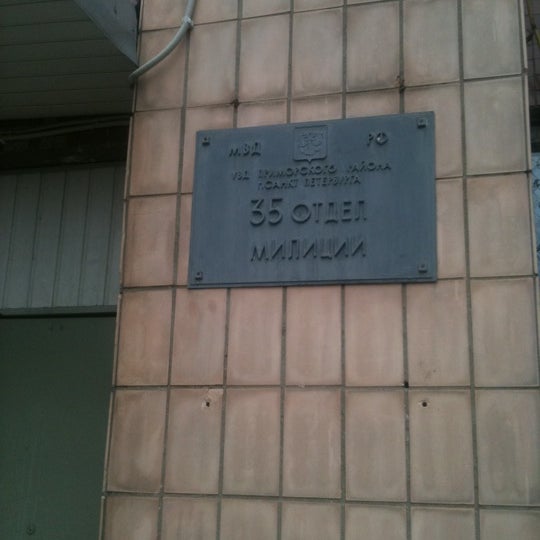 МВД РФ
УВД ПРИМОРСКОГО РАЙОНА
Г.САНКТ ПЕТЕРБУРГА
35 ОТДЕЛ
МИЛИЦИИ